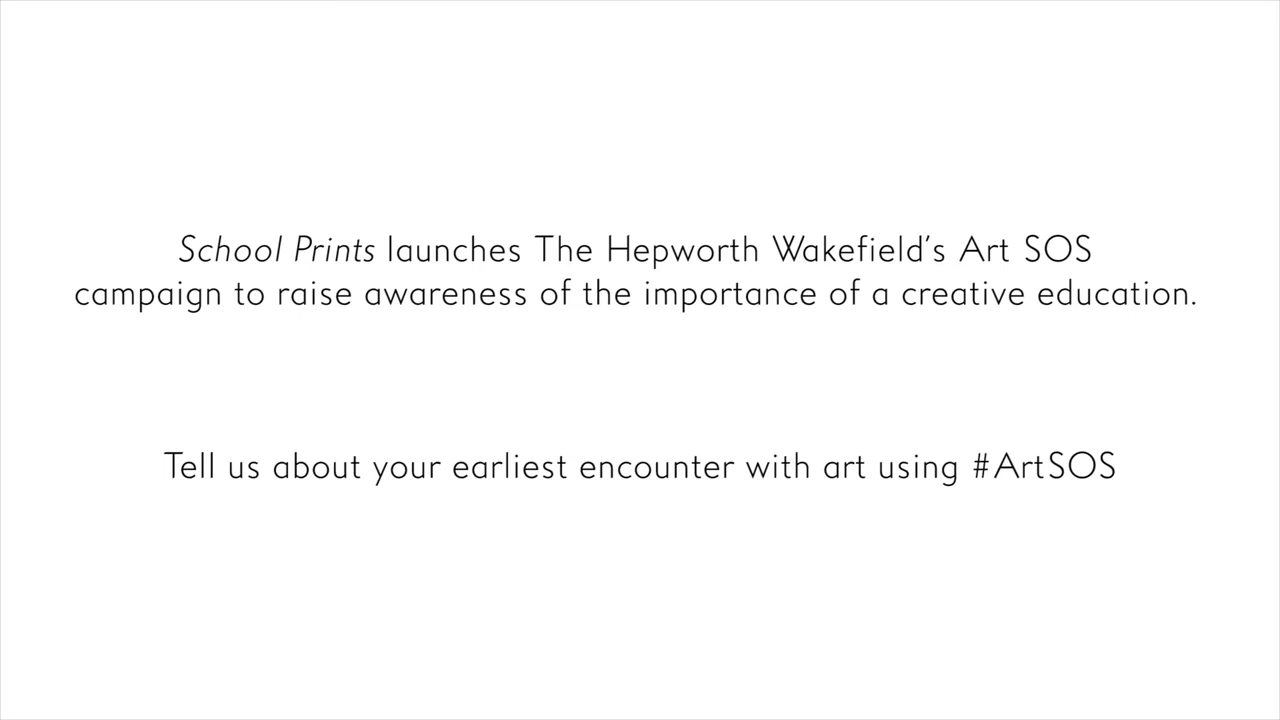 School Prints launches The Hepworth Wakefield’s Art SOS
campaign to raise awareness of the importance of a creative education.
Tell us about your earliest encounter with art using #ArtSOS